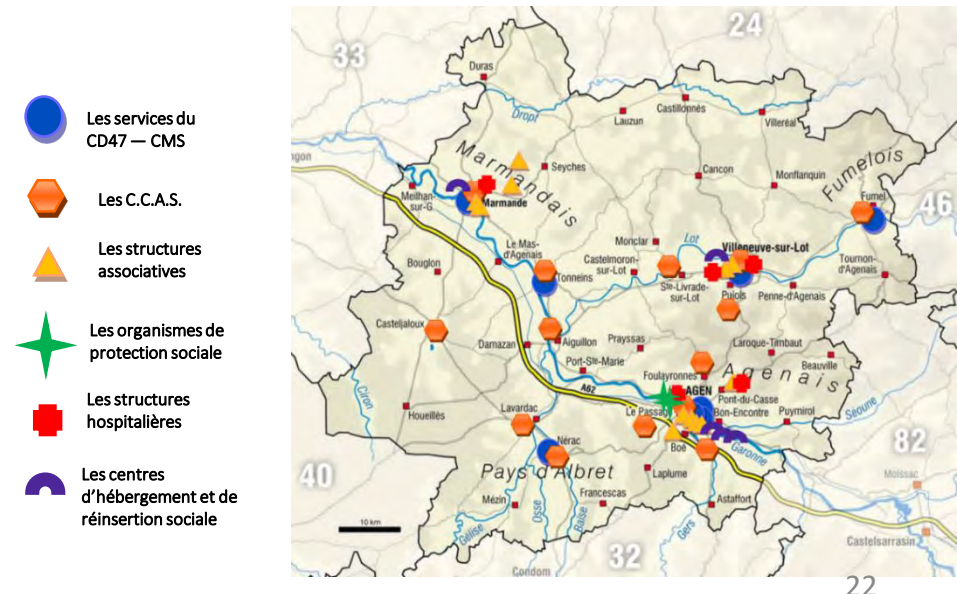 Les services du
CD47 — CMS
Les C.C.A.S.
Les structures
associatives
Les organismes de
protection sociale
Les structures
hospitalières
Les centres
d'hébergement et de
réinsertion sociale
33
24
Duras
Dropt
Lauzun
Castillonnès
Villeréal
ngon
Marmandais
Seyches
Cancon
Monflanquin
Fumelois
Fumel
46
Meilhan-
sur-G.
Marmande
Bouglon
Le Mas-
d'Agenais
Tonneins
Monclar
Lot
Villeneuve-sur-Lot
Castelmoron-
sur-Lot
Ste-Livrade-
sur-Lot
Pujols
Penne-d'Agenais
Tournon-
d'Agenais
Casteljaloux
Damazan
Aiguillon
Prayssas
Laroque-Timbaut
Beauville
Port-Ste-Marie
Foulayronnes
Agenais
A62
AGEN
Pont-du-Casse
Ciron
Houeillès
Lavardac
Le Passage
Bon-Encontre
Puymirol
Séoune
Boé
Garonne
82
Nérac
40
Pays d'Albret
Laplume
Moissac
Mézin
Francescas
Astaffort
Osse
Baïse
Gélise
Gers
10 km
Castelsarrasin
32
Condom
22